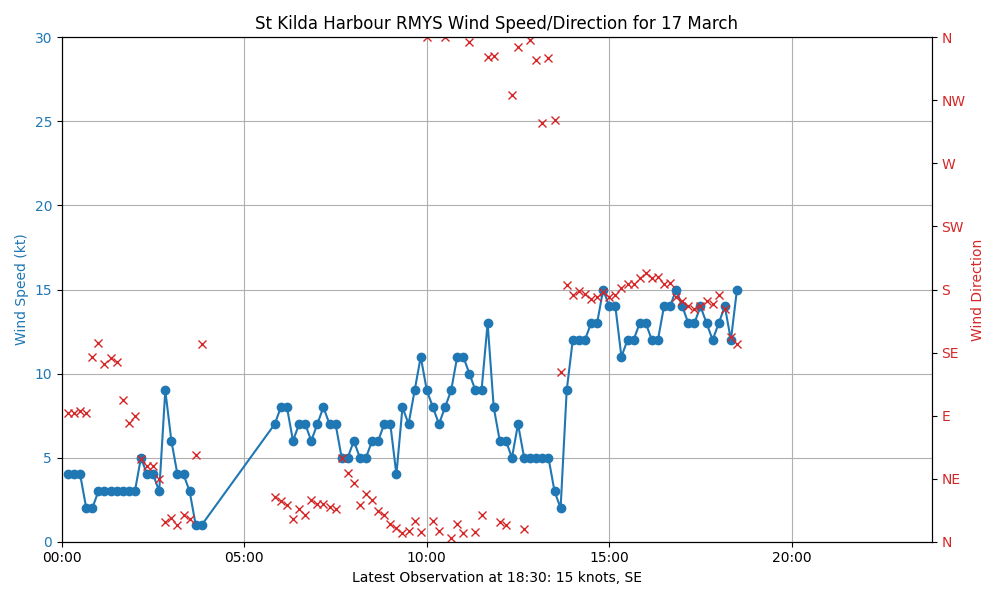 St Kilda Harbour RMYS Wind Speed/Direction for 17 March
Wind Speed (kt)
30
25
20
15
10
5
0
N
NW
W
SW
S
SE
E
NE
N
Wind Direction
00:00
05:00
10:00
15:00
20:00
Latest Observation at 18:30: 15 knots, SE